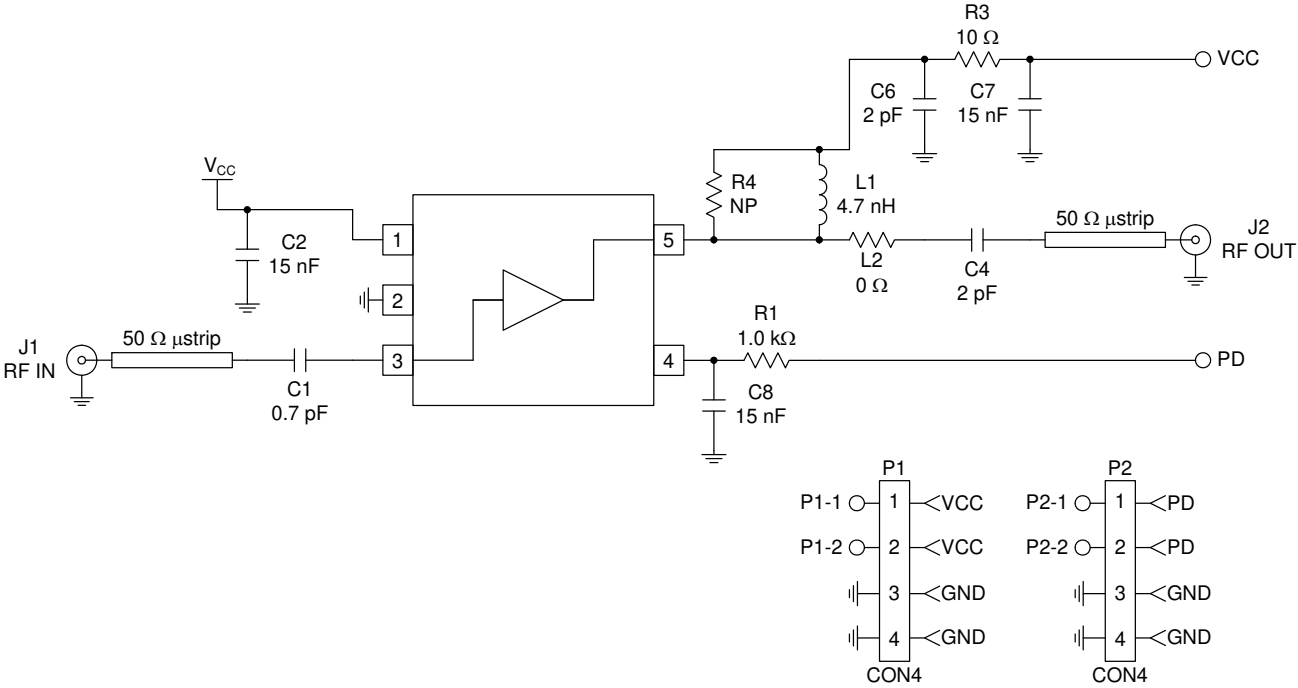 R3
10 Ω
VCC
C6
2 pF
C7
15 nF
VCC
R4
NP
L1
4.7 nH
C2
15 nF
1
5
50 Ω μstrip
J2
RF OUT
L2
0 Ω
C4
2 pF
2
R1
1.0 kΩ
50 Ω μstrip
J1
RF IN
3
4
PD
C1
0.7 pF
C8
15 nF
P1
P2
P1-1 1 VCC
P2-1 1 PD
P1-2 2 VCC
P2-2 2 PD
3 GND
3 GND
4 GND
4 GND
CON4
CON4